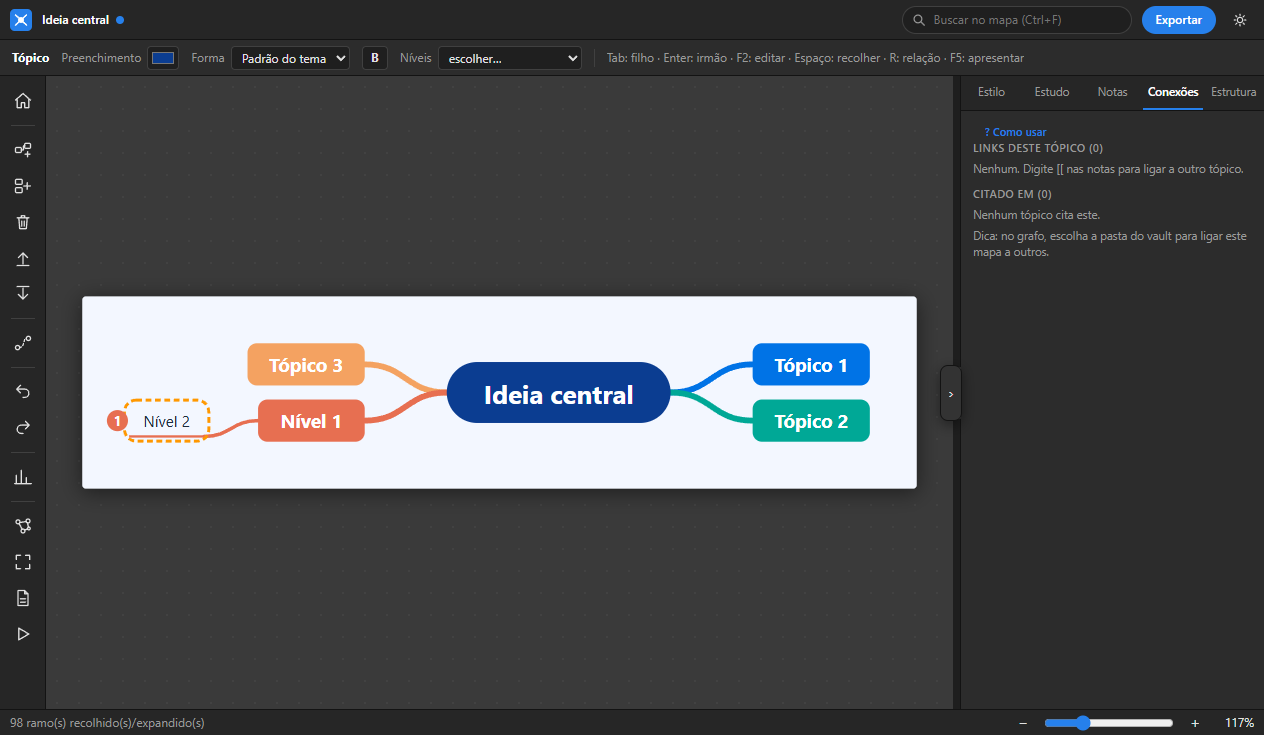 Ideia central
Buscar no mapa (Ctrl+F)
Exportar
Tópico
Preenchimento
Forma
Padrão do tema
B
Níveis
escolher...
Tab: filho · Enter: irmão · F2: editar · Espaço: recolher · R: relação · F5: apresentar
Estilo
Estudo
Notas
Conexões
Estrutura
? Como usar
LINKS DESTE TÓPICO (0)
Nenhum. Digite [[ nas notas para ligar a outro tópico.
CITADO EM (0)
Nenhum tópico cita este.
Dica: no grafo, escolha a pasta do vault para ligar este
mapa a outros.
Tópico 3
Tópico 1
Ideia central
1
Nível 2
Nível 1
Tópico 2
98 ramo(s) recolhido(s)/expandido(s)
117%